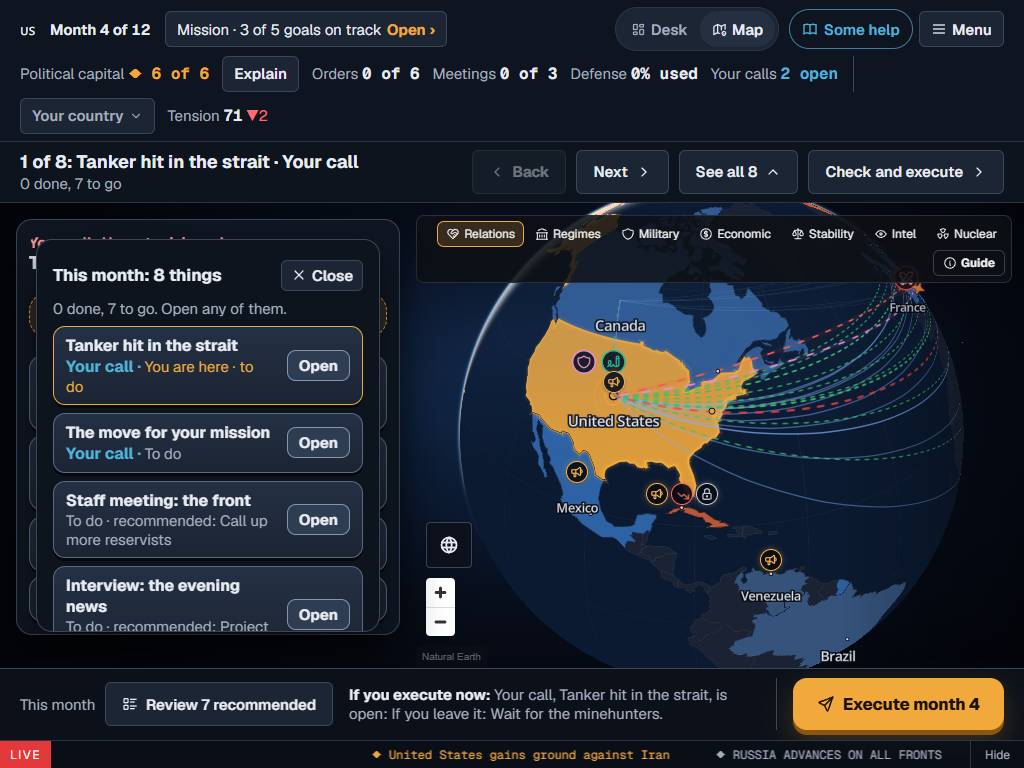 US Month 4 of 12 Mission · 3 of 5 goals on track Open › Desk Map Some help Menu
Political capital ◆ 6 of 6 Explain Orders 0 of 6 Meetings 0 of 3 Defense 0% used Your calls 2 open
Your country Tension 71 ▼2
1 of 8: Tanker hit in the strait · Your call
0 done, 7 to go
Back Next See all 8 Check and execute
This month: 8 things Close
0 done, 7 to go. Open any of them.
Tanker hit in the strait
Your call · You are here · to
do
Open
The move for your mission
Your call · To do
Open
Staff meeting: the front
To do · recommended: Call up
more reservists
Open
Interview: the evening
news
To do · recommended: Project
Open
Relations Regimes Military Economic Stability Intel Nuclear
Guide
France
Canada
United States
Mexico
Venezuela
Brazil
+
−
Natural Earth
This month Review 7 recommended
If you execute now: Your call, Tanker hit in the strait, is
open: If you leave it: Wait for the minehunters.
Execute month 4
LIVE ◆ United States gains ground against Iran ◆ RUSSIA ADVANCES ON ALL FRONTS Hide